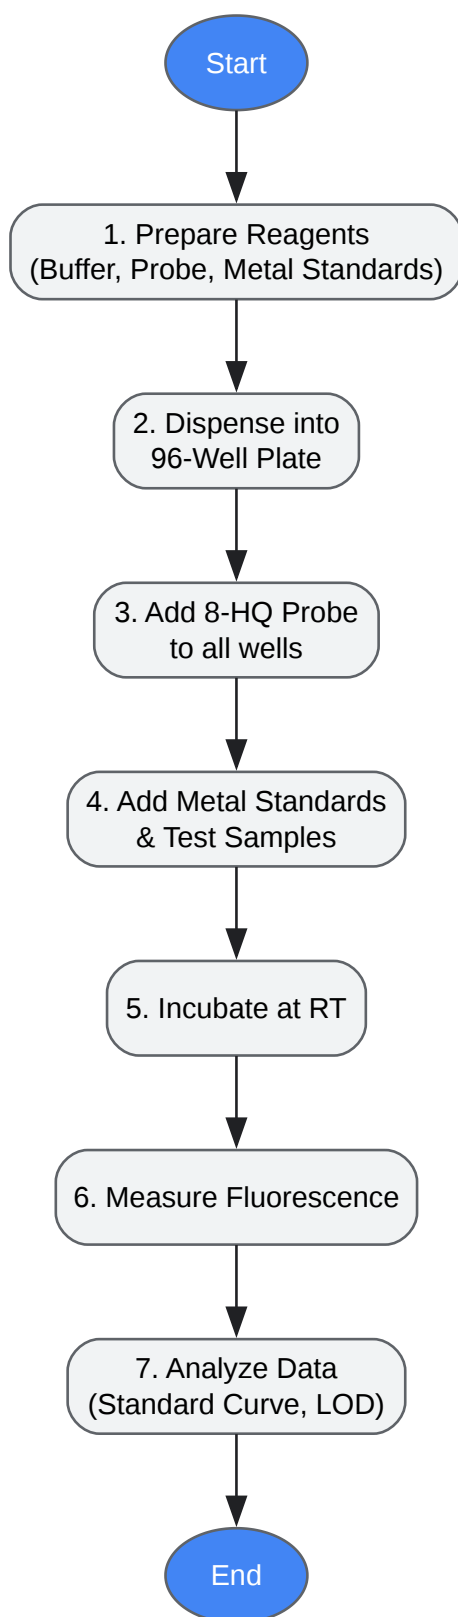 Start
1. Prepare Reagents
(Buffer, Probe, Metal Standards)
2. Dispense into
96-Well Plate
3. Add 8-HQ Probe
to all wells
4. Add Metal Standards
& Test Samples
5. Incubate at RT
6. Measure Fluorescence
7. Analyze Data
(Standard Curve, LOD)
End